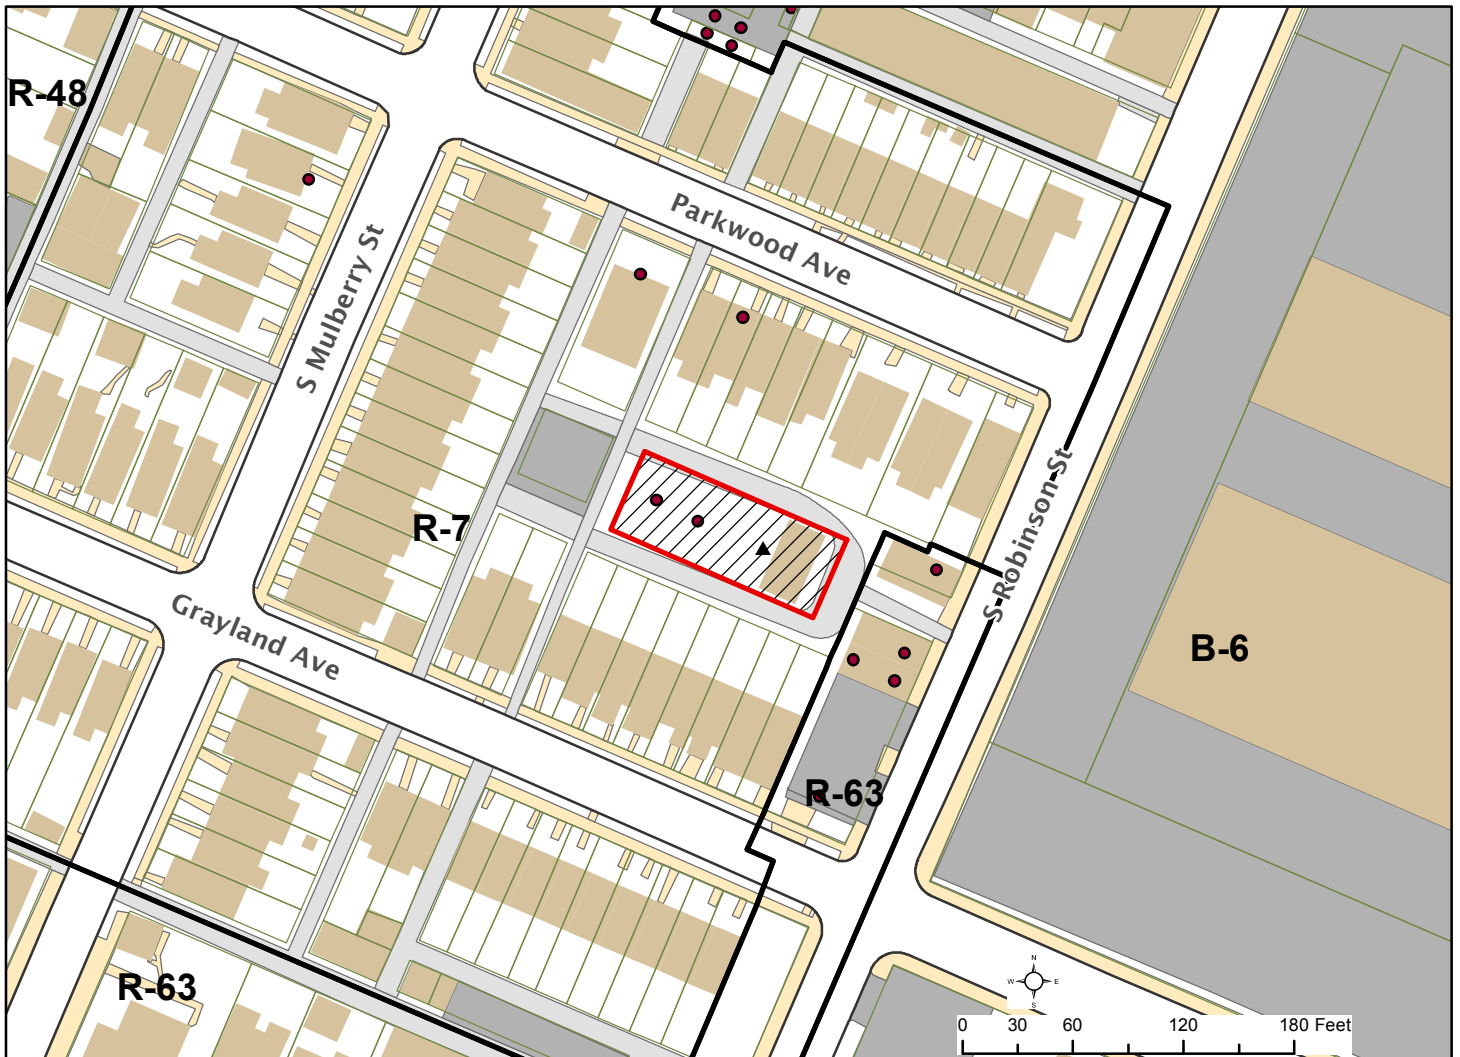 R-48
Parkwood Ave
S Mulberry St
S Robinson St
R-7
Grayland Ave
B-6
R-63
R-63
N
W E
S
0 30 60 120 180 Feet